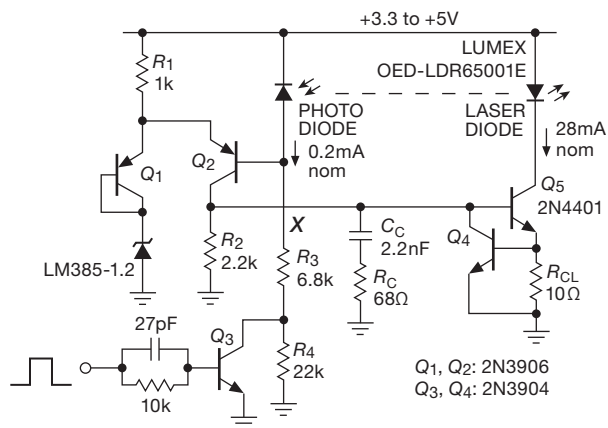 +3.3 to +5V
LUMEX
OED-LDR65001E
R1
1k
PHOTO
DIODE
LASER
DIODE
Q1
Q2
0.2mA
nom
28mA
nom
Q5
2N4401
X
LM385-1.2
R2
2.2k
R3
6.8k
CC
2.2nF
RC
68Ω
Q4
RCL
10Ω
27pF
Q3
10k
R4
22k
Q1, Q2: 2N3906
Q3, Q4: 2N3904